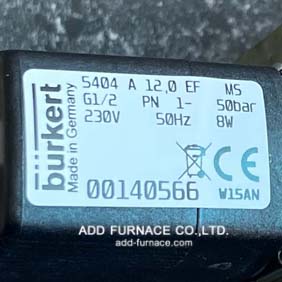 bürkert
Made in Germany
5404 A 12,0 EF MS
G1/2 PN 1- 50bar
230V 50Hz 8W
CE
00140566 W15AN
ADD FURNACE CO.,LTD.
add-furnace.com